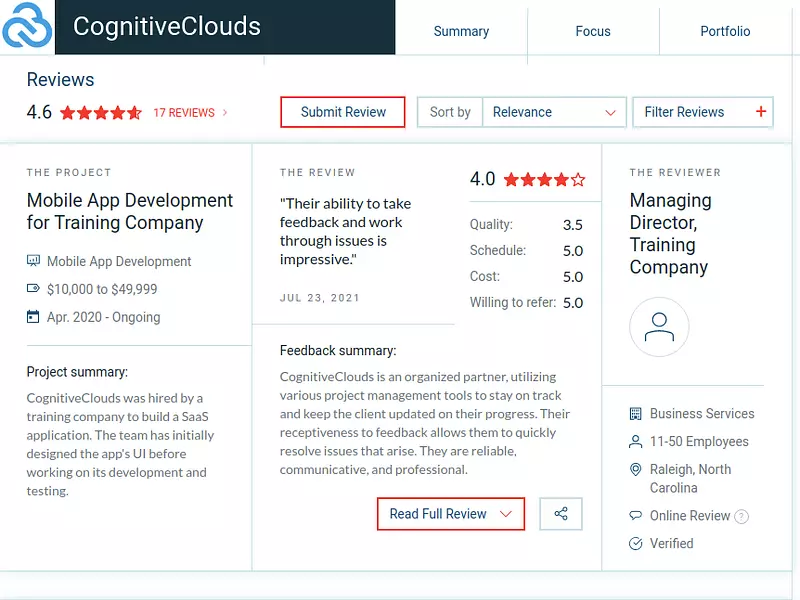 CognitiveClouds
Summary
Focus
Portfolio
Reviews
4.6
17 REVIEWS
Submit Review
Sort by
Relevance
Filter Reviews +
THE PROJECT
Mobile App Development
for Training Company
Mobile App Development
$10,000 to $49,999
Apr. 2020 - Ongoing
Project summary:
CognitiveClouds was hired by a
training company to build a SaaS
application. The team has initially
designed the app's UI before
working on its development and
testing.
THE REVIEW
"Their ability to take
feedback and work
through issues is
impressive."
JUL 23, 2021
4.0
Quality: 3.5
Schedule: 5.0
Cost: 5.0
Willing to refer: 5.0
Feedback summary:
CognitiveClouds is an organized partner, utilizing
various project management tools to stay on track
and keep the client updated on their progress. Their
receptiveness to feedback allows them to quickly
resolve issues that arise. They are reliable,
communicative, and professional.
Read Full Review
THE REVIEWER
Managing
Director,
Training
Company
Business Services
11-50 Employees
Raleigh, North
Carolina
Online Review ?
Verified